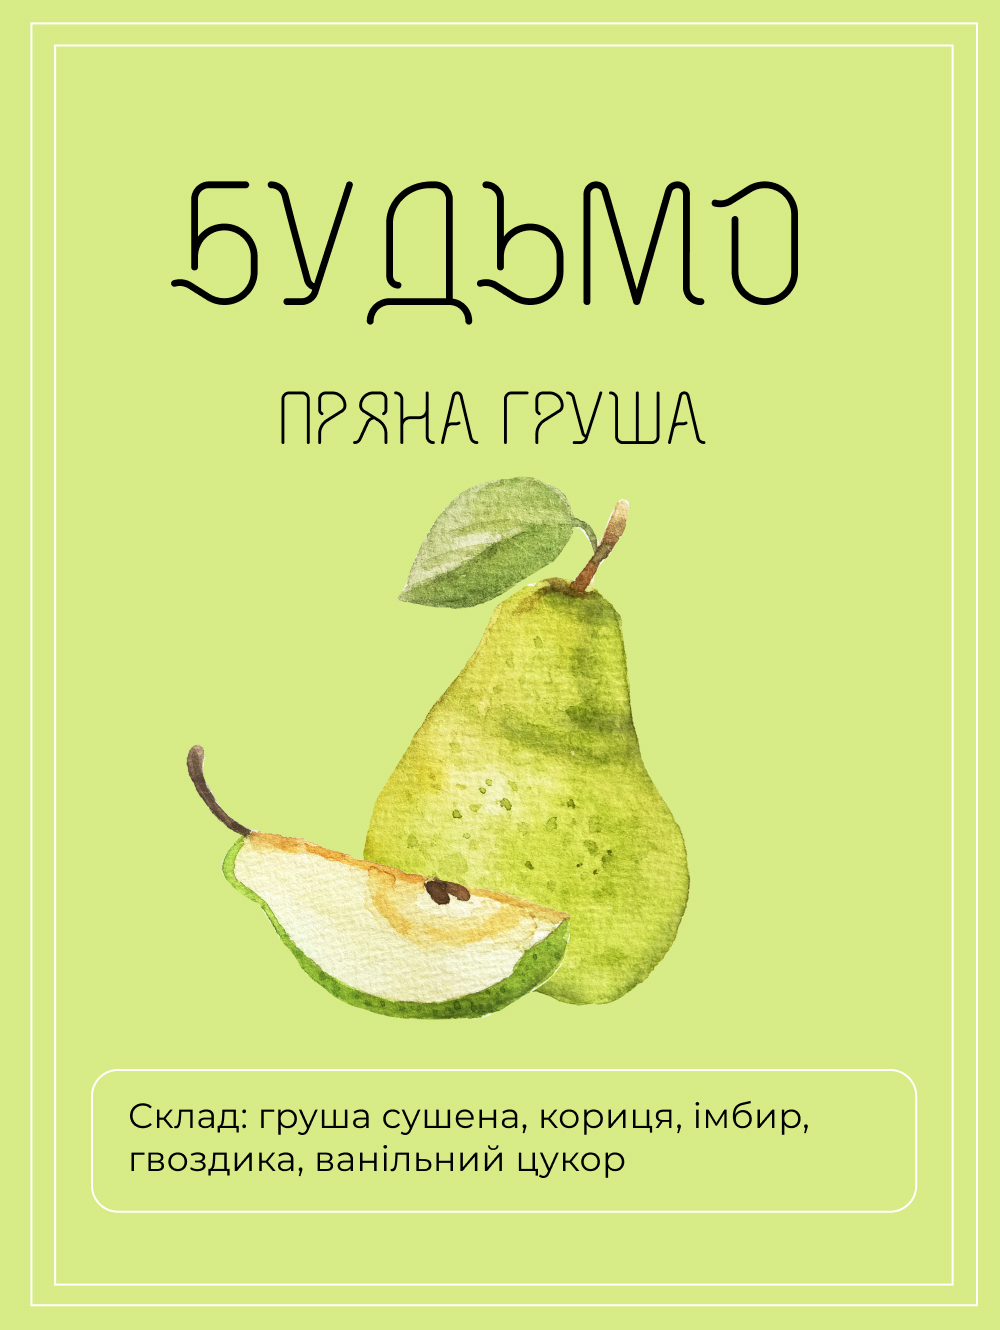 БУДЬМО
ПРЯНА ГРУША
Склад: груша сушена, кориця, імбир,
гвоздика, ванільний цукор